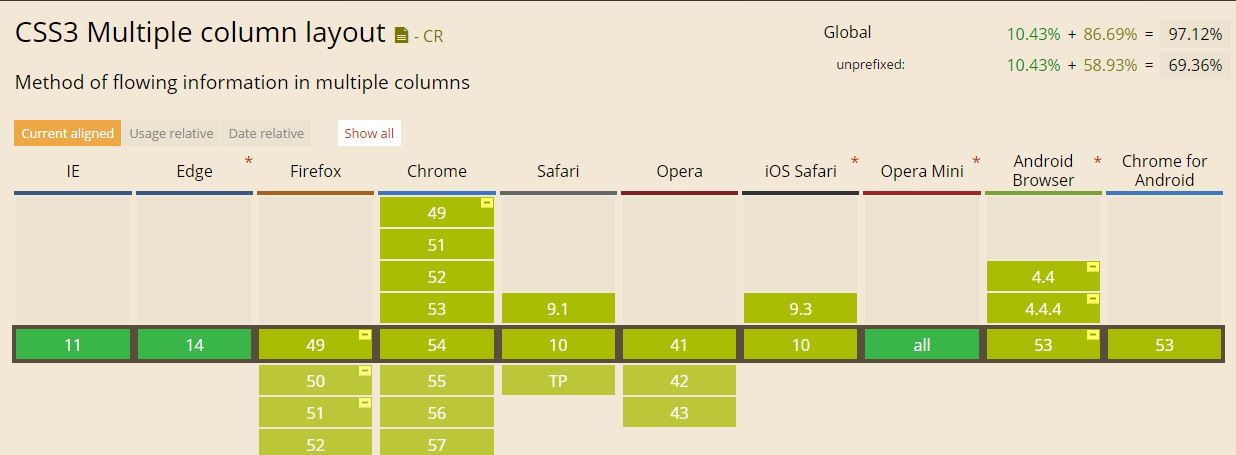 CSS3 Multiple column layout - CR
Global 10.43% + 86.69% = 97.12%
unprefixed: 10.43% + 58.93% = 69.36%
Method of flowing information in multiple columns
Current aligned Usage relative Date relative Show all
IE Edge * Firefox Chrome Safari Opera iOS Safari * Opera Mini * Android Browser * Chrome for Android
49
51
52 4.4
53 9.1 9.3 4.4.4
11 14 49 54 10 41 10 all 53 53
50 55 TP 42
51 56 43
52 57